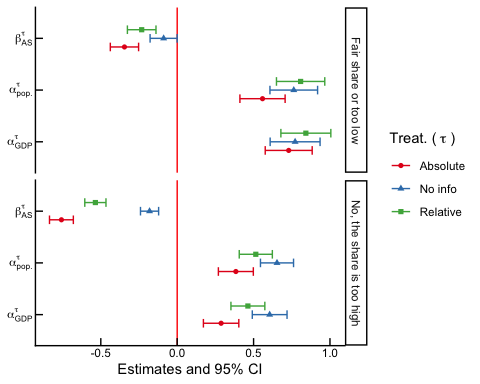 β^τ_AS
α^τ_pop.
α^τ_GDP
Fair share or too low
β^τ_AS
α^τ_pop.
α^τ_GDP
No, the share is too high
-0.5 0.0 0.5 1.0
Estimates and 95% CI
Treat. ( τ )
Absolute
No info
Relative